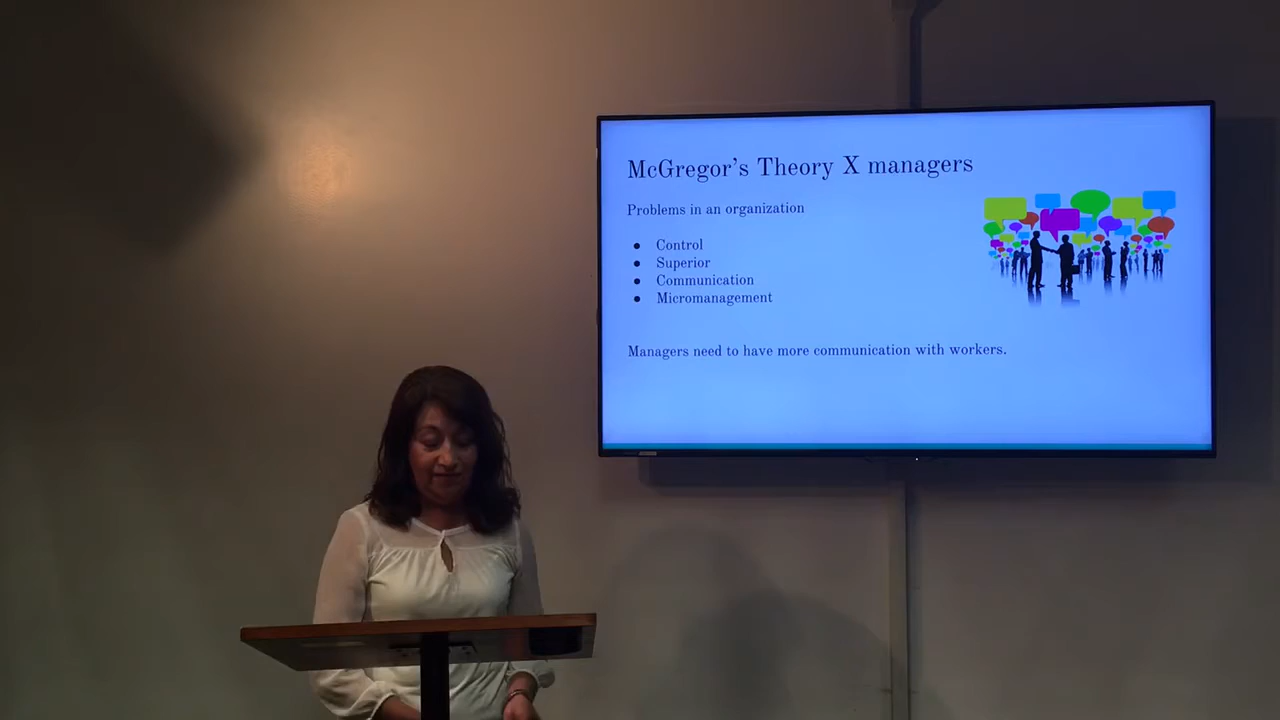 McGregor's Theory X managers
Problems in an organization
● Control
● Superior
● Communication
● Micromanagement
Managers need to have more communication with workers.